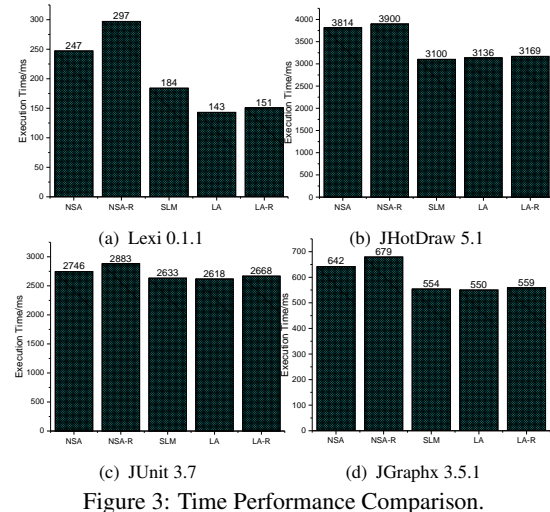 300
250
200
150
100
50
0
Execution Time/ms
247
297
184
143
151
NSA
NSA-R
SLM
LA
LA-R
(a) Lexi 0.1.1
4000
3500
3000
2500
2000
1500
1000
500
0
Execution Time/ms
3814
3900
3100
3136
3169
NSA
NSA-R
SLM
LA
LA-R
(b) JHotDraw 5.1
2500
2000
1500
1000
500
0
Execution Time/ms
2746
2883
2633
2618
2668
NSA
NSA-R
SLM
LA
LA-R
(c) JUnit 3.7
700
600
500
400
300
200
100
0
Execution Time/ms
642
679
554
550
559
NSA
NSA-R
SLM
LA
LA-R
(d) JGraphx 3.5.1
Figure 3: Time Performance Comparison.